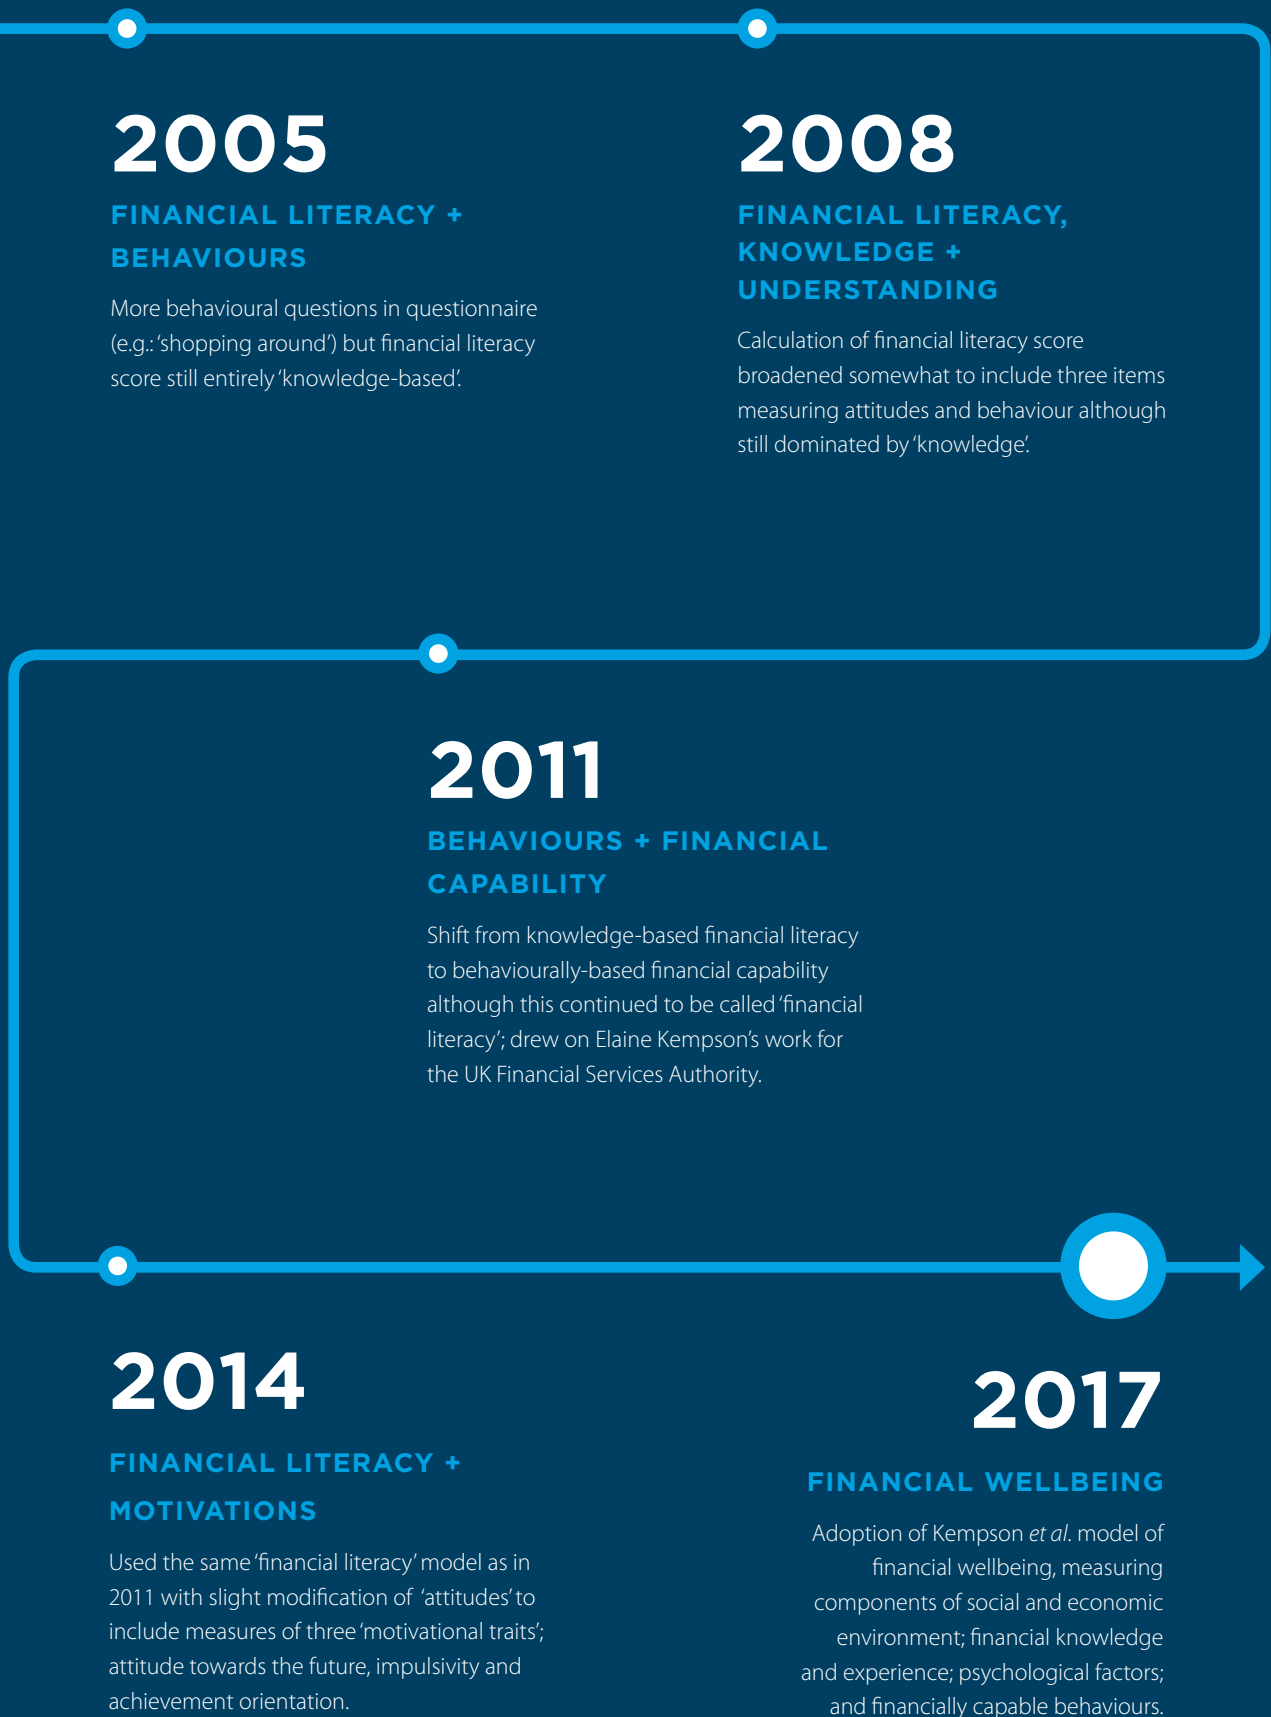 2005
FINANCIAL LITERACY +
BEHAVIOURS
More behavioural questions in questionnaire
(e.g.: ‘shopping around’) but financial literacy
score still entirely ‘knowledge-based’.
2008
FINANCIAL LITERACY,
KNOWLEDGE +
UNDERSTANDING
Calculation of financial literacy score
broadened somewhat to include three items
measuring attitudes and behaviour although
still dominated by ‘knowledge’.
2011
BEHAVIOURS + FINANCIAL
CAPABILITY
Shift from knowledge-based financial literacy
to behaviourally-based financial capability
although this continued to be called ‘financial
literacy’; drew on Elaine Kempson’s work for
the UK Financial Services Authority.
2014
FINANCIAL LITERACY +
MOTIVATIONS
Used the same ‘financial literacy’ model as in
2011 with slight modification of ‘attitudes’ to
include measures of three ‘motivational traits’;
attitude towards the future, impulsivity and
achievement orientation.
2017
FINANCIAL WELLBEING
Adoption of Kempson et al. model of
financial wellbeing, measuring
components of social and economic
environment; financial knowledge
and experience; psychological factors;
and financially capable behaviours.